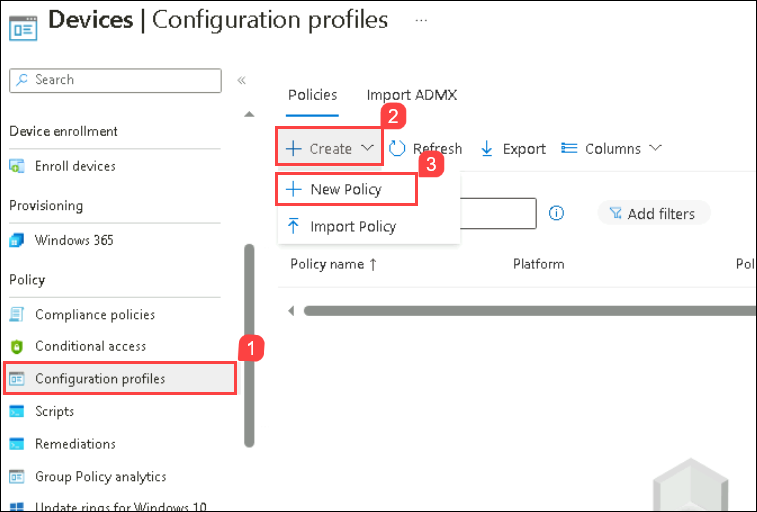 Devices | Configuration profiles ...
Search
«
Policies Import ADMX
2
Device enrollment
Create Refresh Export Columns
3
Enroll devices
New Policy
Provisioning
Add filters
Import Policy
Windows 365
Policy name ↑ Platform Pol
Policy
Compliance policies
1
Conditional access
Configuration profiles
Scripts
Remediations
Group Policy analytics
Update rings for Windows 10